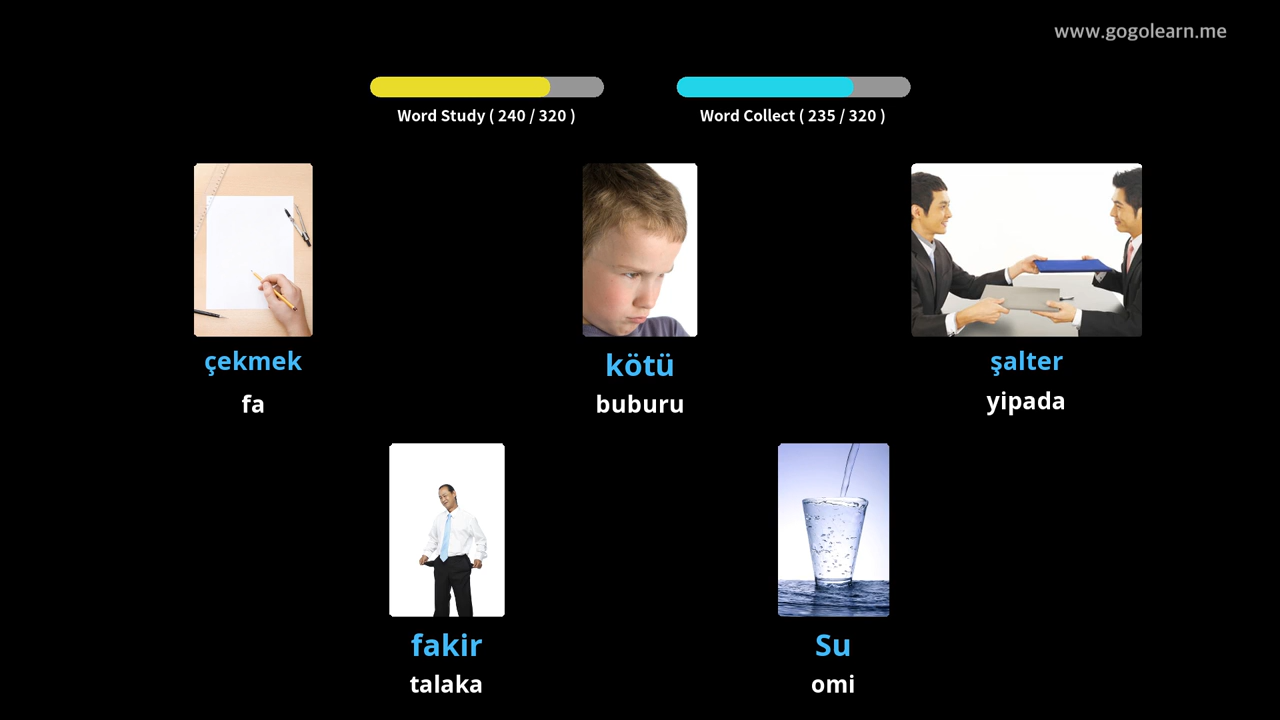 www.gogolearn.me
Word Study ( 240 / 320 )
Word Collect ( 235 / 320 )
çekmek
fa
kötü
buburu
şalter
yipada
fakir
talaka
Su
omi